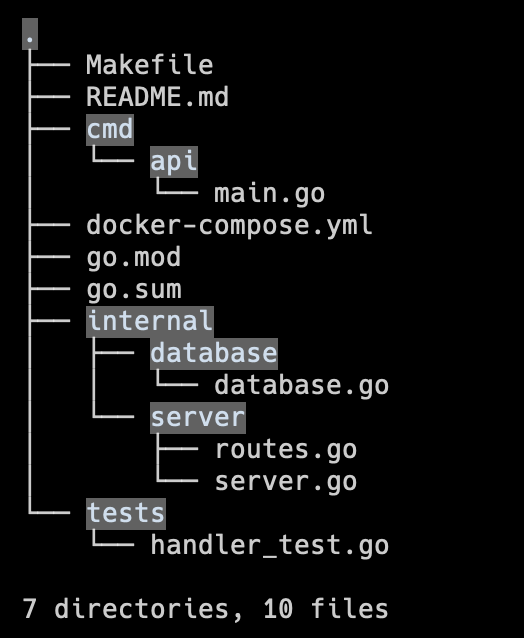 .
├── Makefile
├── README.md
├── cmd
│   └── api
│       └── main.go
├── docker-compose.yml
├── go.mod
├── go.sum
├── internal
│   ├── database
│   │   └── database.go
│   └── server
│       ├── routes.go
│       └── server.go
└── tests
    └── handler_test.go

7 directories, 10 files